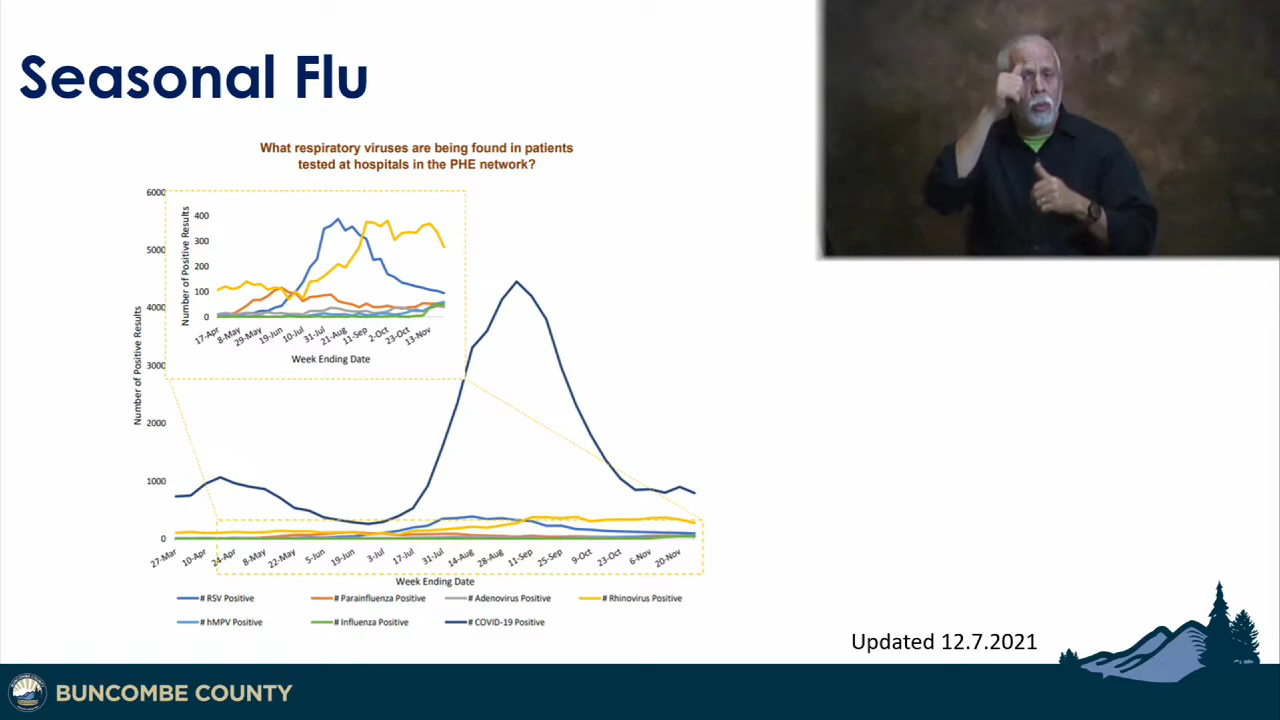 Seasonal Flu
What respiratory viruses are being found in patients
tested at hospitals in the PHE network?
Number of Positive Results
6000
5000
4000
3000
2000
1000
0
Number of Positive Results
400
300
200
100
0
17-Apr 8-May 29-May 19-Jun 10-Jul 31-Jul 21-Aug 11-Sep 2-Oct 23-Oct 13-Nov
Week Ending Date
27-Mar 10-Apr 24-Apr 8-May 22-May 5-Jun 19-Jun 3-Jul 17-Jul 31-Jul 14-Aug 28-Aug 11-Sep 25-Sep 9-Oct 23-Oct 6-Nov 20-Nov
Week Ending Date
# RSV Positive # Parainfluenza Positive # Adenovirus Positive # Rhinovirus Positive
# hMPV Positive # Influenza Positive # COVID-19 Positive
Updated 12.7.2021
BUNCOMBE COUNTY